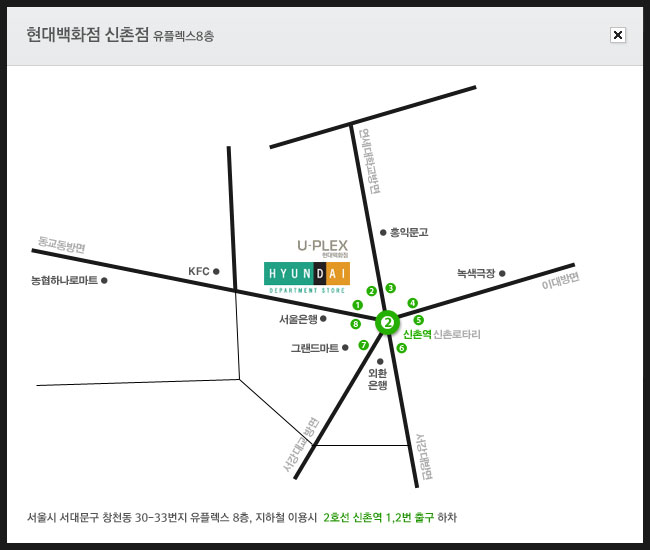 현대백화점 신촌점 유플렉스8층
연세대학교방면
홍익문고
동교동방면
U-PLEX
현대백화점
HYUNDAI
DEPARTMENT STORE
KFC
농협하나로마트
녹색극장
이대방면
서울은행
1
2
3
4
5
6
7
8
2
신촌역 신촌로타리
그랜드마트
외환
은행
서강대교방면
서강대방면
서울시 서대문구 창천동 30-33번지 유플렉스 8층, 지하철 이용시 2호선 신촌역 1,2번 출구 하차